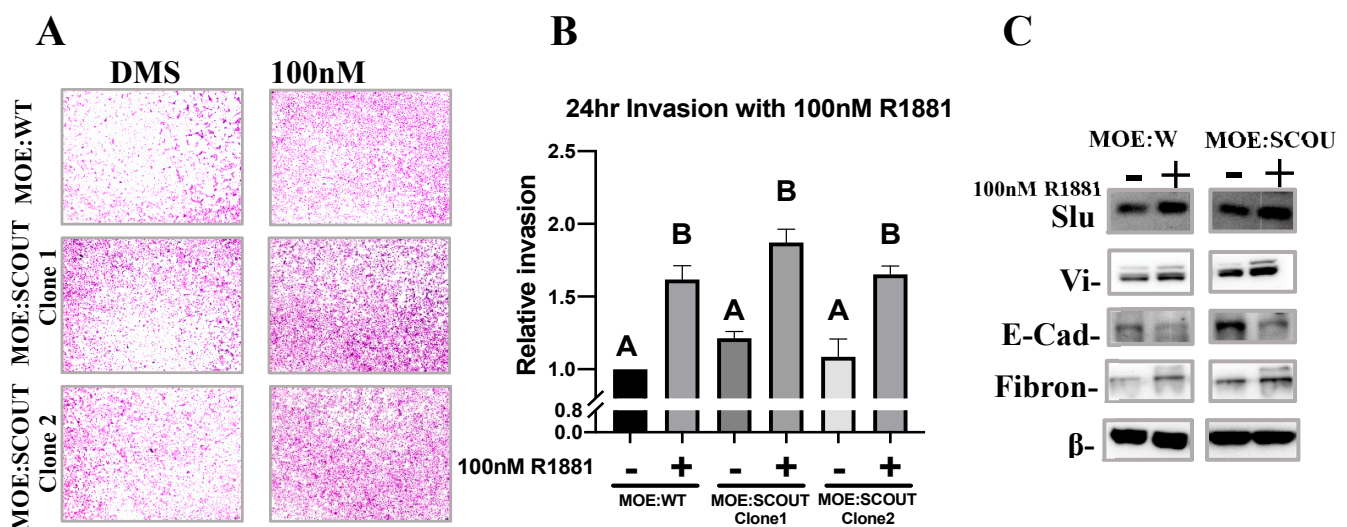 A
DMS
100nM
MOE:WT
MOE:SCOUT
Clone 1
MOE:SCOUT
Clone 2
B
24hr Invasion with 100nM R1881
Relative invasion
2.5
2.0
1.5
1.0
0.8
0.0
A
B
A
B
A
B
100nM R1881
- + - + - +
MOE:WT
MOE:SCOUT
Clone1
MOE:SCOUT
Clone2
C
MOE:W MOE:SCOU
- + - +
100nM R1881
Slu
Vi-
E-Cad-
Fibron-
β-